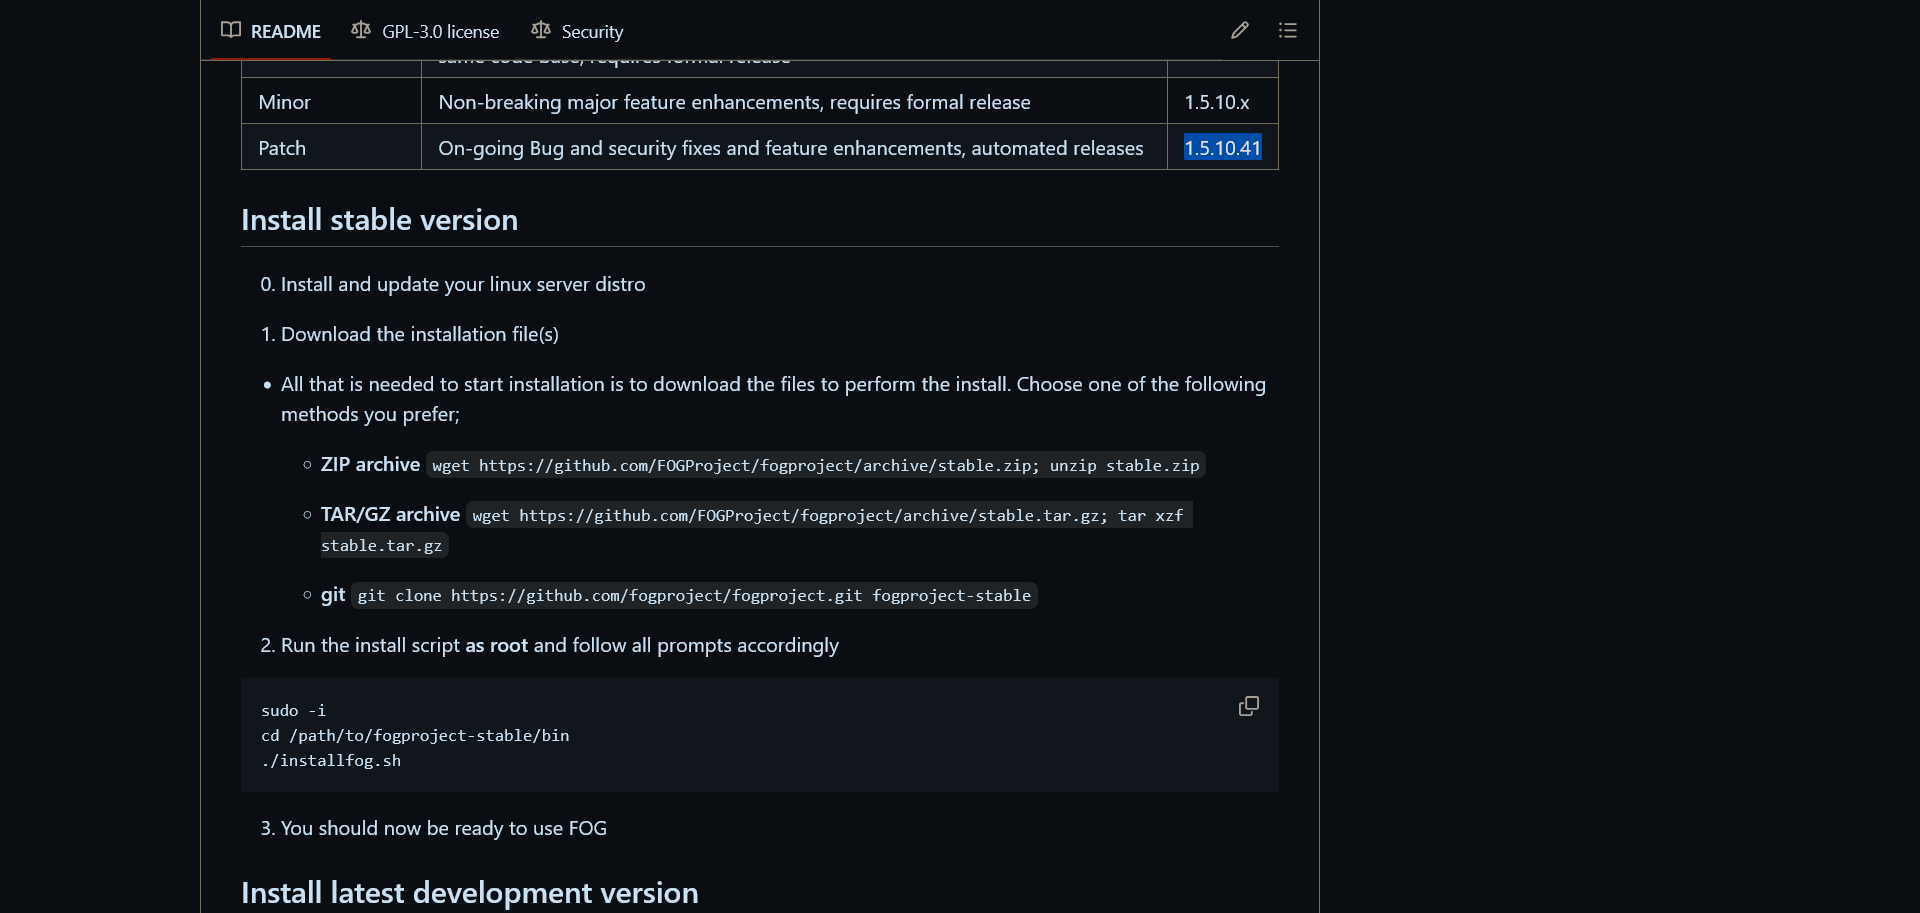 README GPL-3.0 license Security
same code base, requires formal release
Minor Non-breaking major feature enhancements, requires formal release 1.5.10.x
Patch On-going Bug and security fixes and feature enhancements, automated releases 1.5.10.41
Install stable version
0. Install and update your linux server distro
1. Download the installation file(s)
• All that is needed to start installation is to download the files to perform the install. Choose one of the following
methods you prefer;
○ ZIP archive wget https://github.com/FOGProject/fogproject/archive/stable.zip; unzip stable.zip
○ TAR/GZ archive wget https://github.com/FOGProject/fogproject/archive/stable.tar.gz; tar xzf
stable.tar.gz
○ git git clone https://github.com/fogproject/fogproject.git fogproject-stable
2. Run the install script as root and follow all prompts accordingly
sudo -i
cd /path/to/fogproject-stable/bin
./installfog.sh
3. You should now be ready to use FOG
Install latest development version